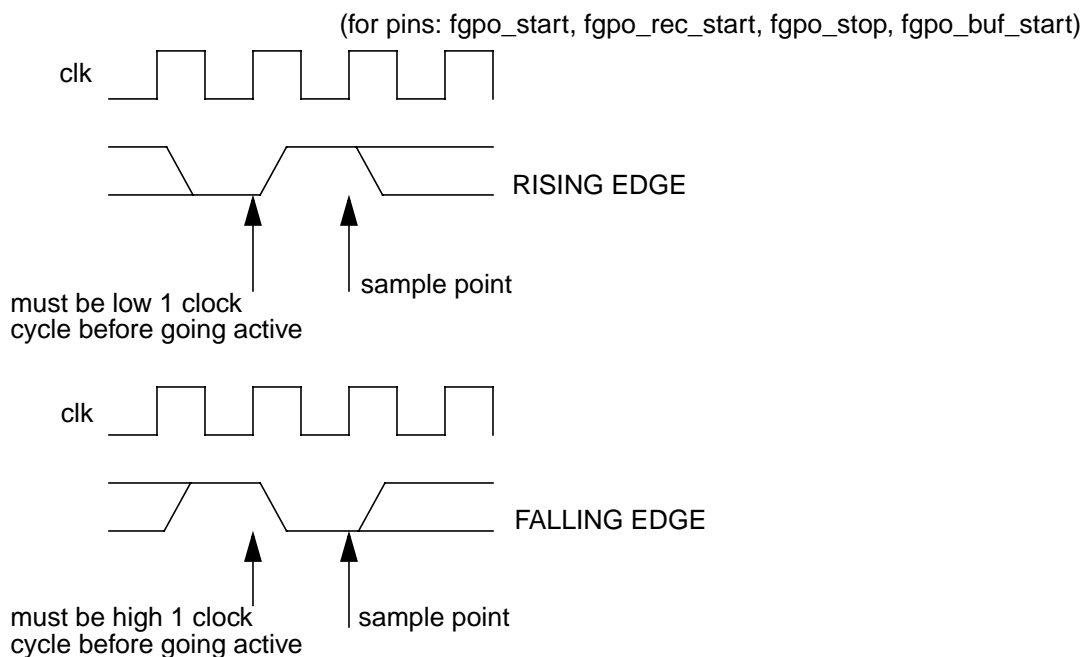 (for pins: fgpo_start, fgpo_rec_start, fgpo_stop, fgpo_buf_start)
clk
RISING EDGE
sample point
must be low 1 clock
cycle before going active
clk
FALLING EDGE
must be high 1 clock
cycle before going active
sample point